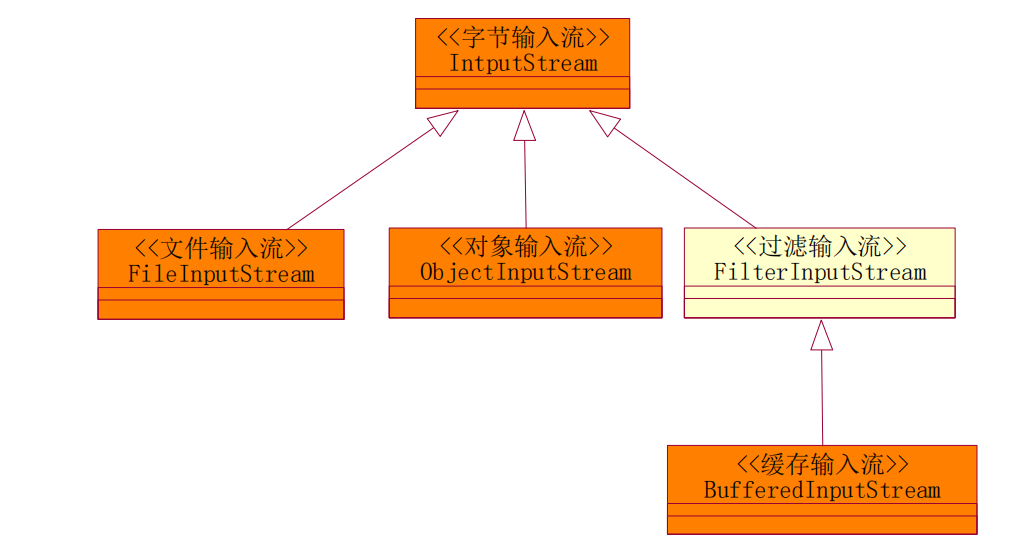 <<字节输入流>>
IntputStream
<<文件输入流>>
FileInputStream
<<对象输入流>>
ObjectInputStream
<<过滤输入流>>
FilterInputStream
<<缓存输入流>>
BufferedInputStream